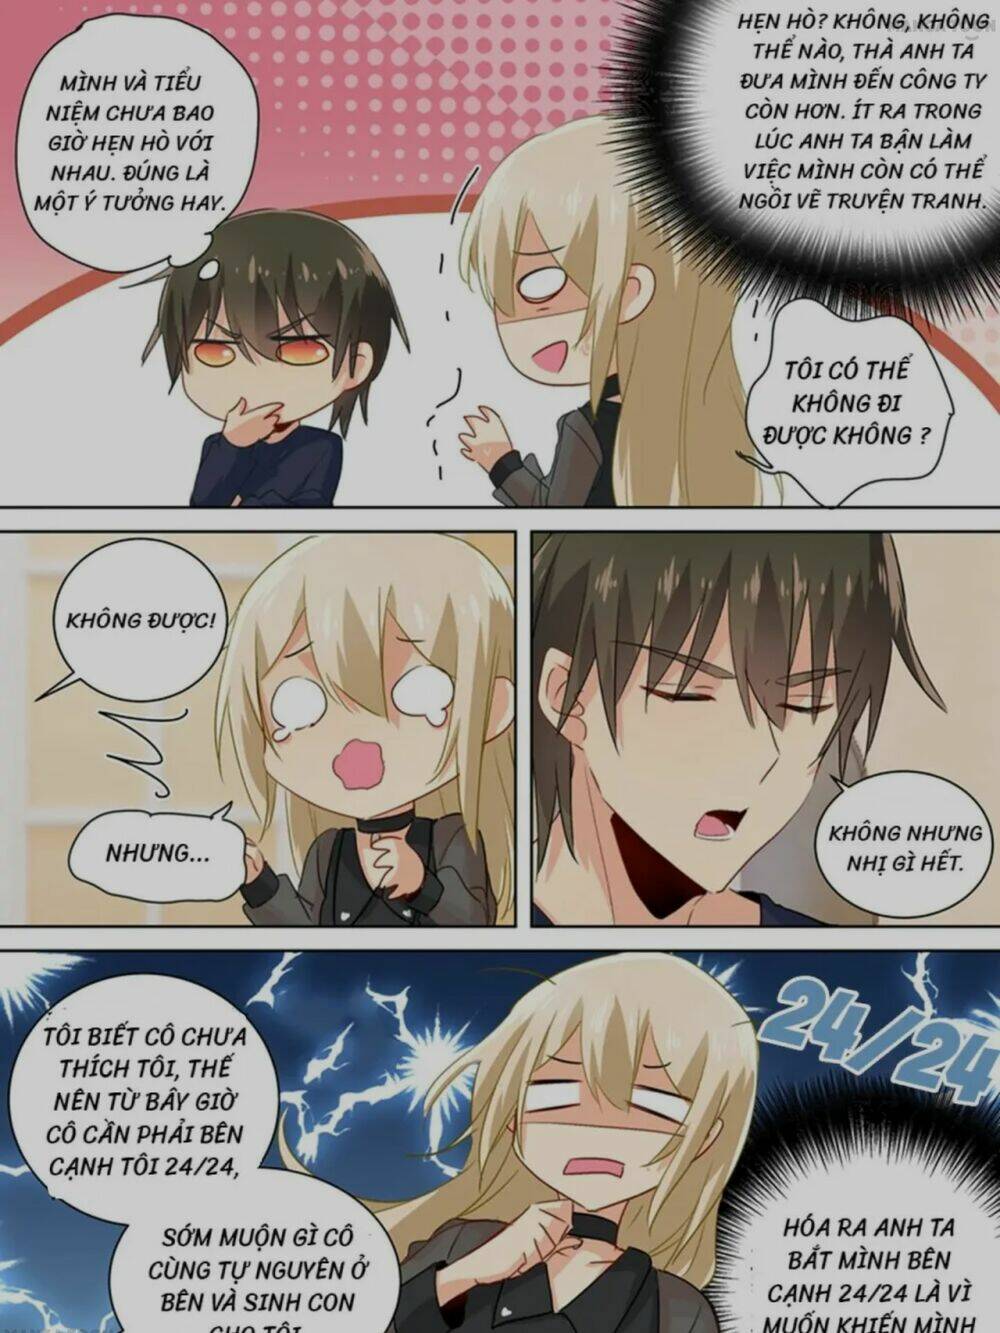 MÌNH VÀ TIỂU
NIỆM CHƯA BAO
GIỜ HẸN HÒ VỚI
NHAU. ĐÚNG LÀ
MỘT Ý TƯỞNG HAY.
HẸN HÒ? KHÔNG, KHÔNG
THỂ NÀO, THÀ ANH TA
ĐƯA MÌNH ĐẾN CÔNG TY
CÒN HƠN. ÍT RA TRONG
LÚC ANH TA BẬN LÀM
VIỆC MÌNH CÒN CÓ THỂ
NGỒI VẼ TRUYỆN TRANH.
TÔI CÓ THỂ
KHÔNG ĐI
ĐƯỢC KHÔNG ?
KHÔNG ĐƯỢC!
NHƯNG...
KHÔNG NHƯNG
NHỊ GÌ HẾT.
TÔI BIẾT CÔ CHƯA
THÍCH TÔI, THẾ
NÊN TỪ BẤY GIỜ
CÔ CẦN PHẢI BÊN
CẠNH TÔI 24/24,
24/24
SỚM MUỘN GÌ CÔ
CÙNG TỰ NGUYÊN Ở
BÊN VÀ SINH CON
CHO TÔI
HÓA RA ANH TA
BẮT MÌNH BÊN
CẠNH 24/24 LÀ VÌ
MUỐN KHIẾN MÌNH